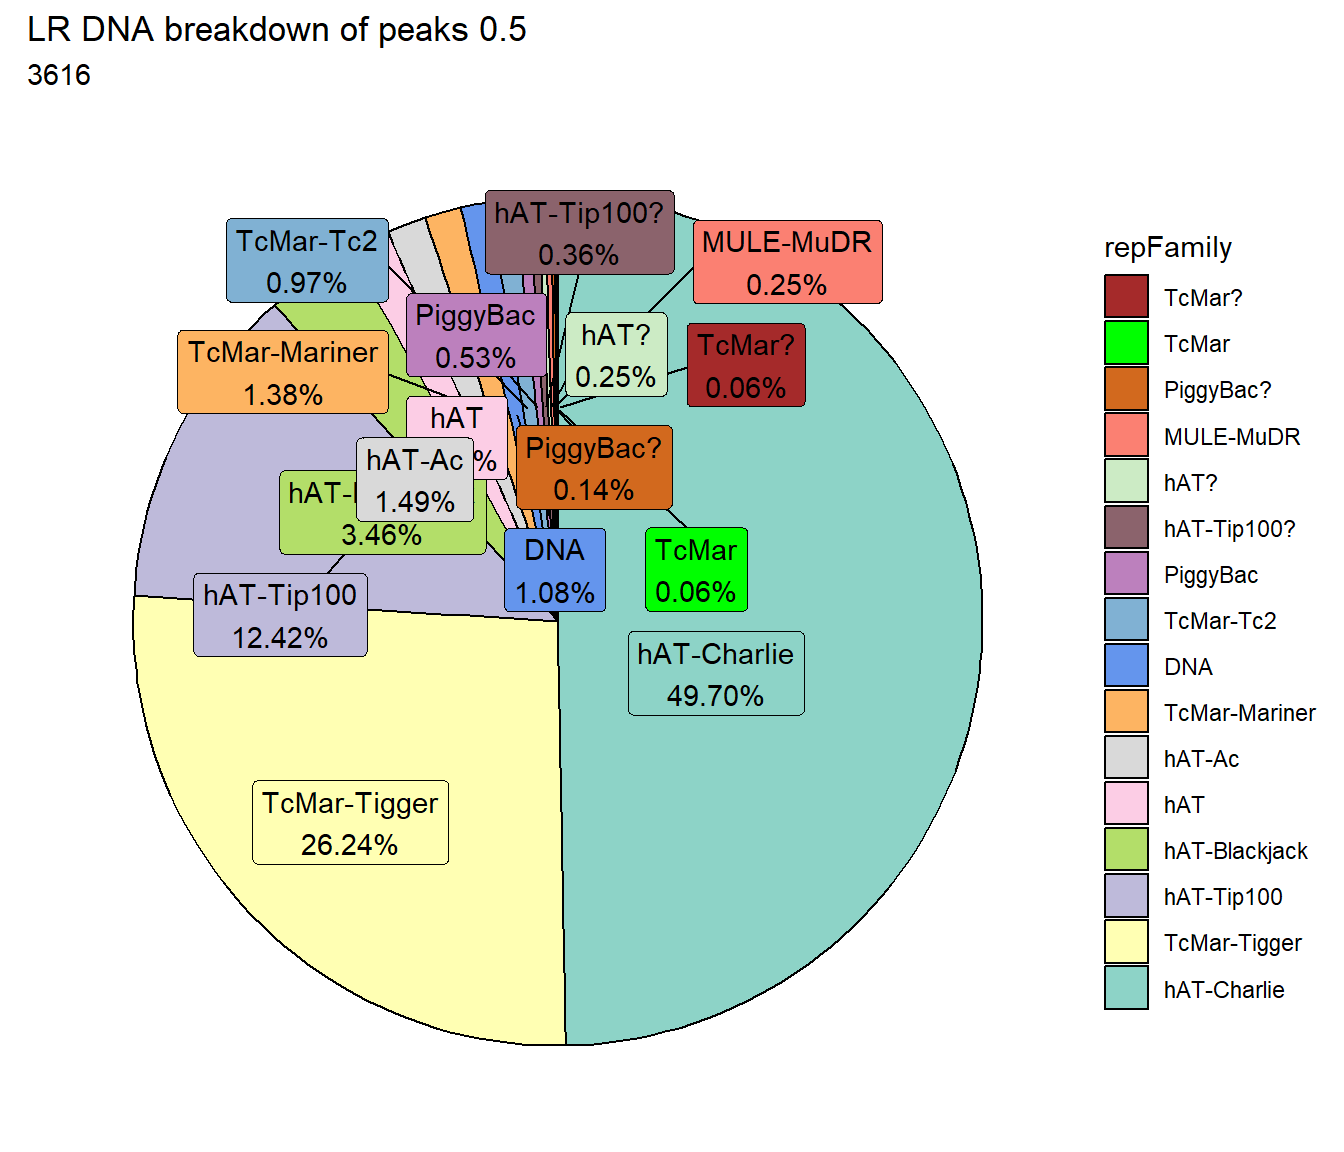 LR DNA breakdown of peaks 0.5
3616
hAT-Tip100?
0.36%
TcMar-Tc2
0.97%
MULE-MuDR
0.25%
PiggyBac
0.53%
hAT?
0.25%
TcMar?
0.06%
TcMar-Mariner
1.38%
hAT
%
hAT-Ac
1.49%
PiggyBac?
0.14%
hAT-
3.46%
DNA
1.08%
TcMar
0.06%
hAT-Tip100
12.42%
hAT-Charlie
49.70%
TcMar-Tigger
26.24%
repFamily
TcMar?
TcMar
PiggyBac?
MULE-MuDR
hAT?
hAT-Tip100?
PiggyBac
TcMar-Tc2
DNA
TcMar-Mariner
hAT-Ac
hAT
hAT-Blackjack
hAT-Tip100
TcMar-Tigger
hAT-Charlie